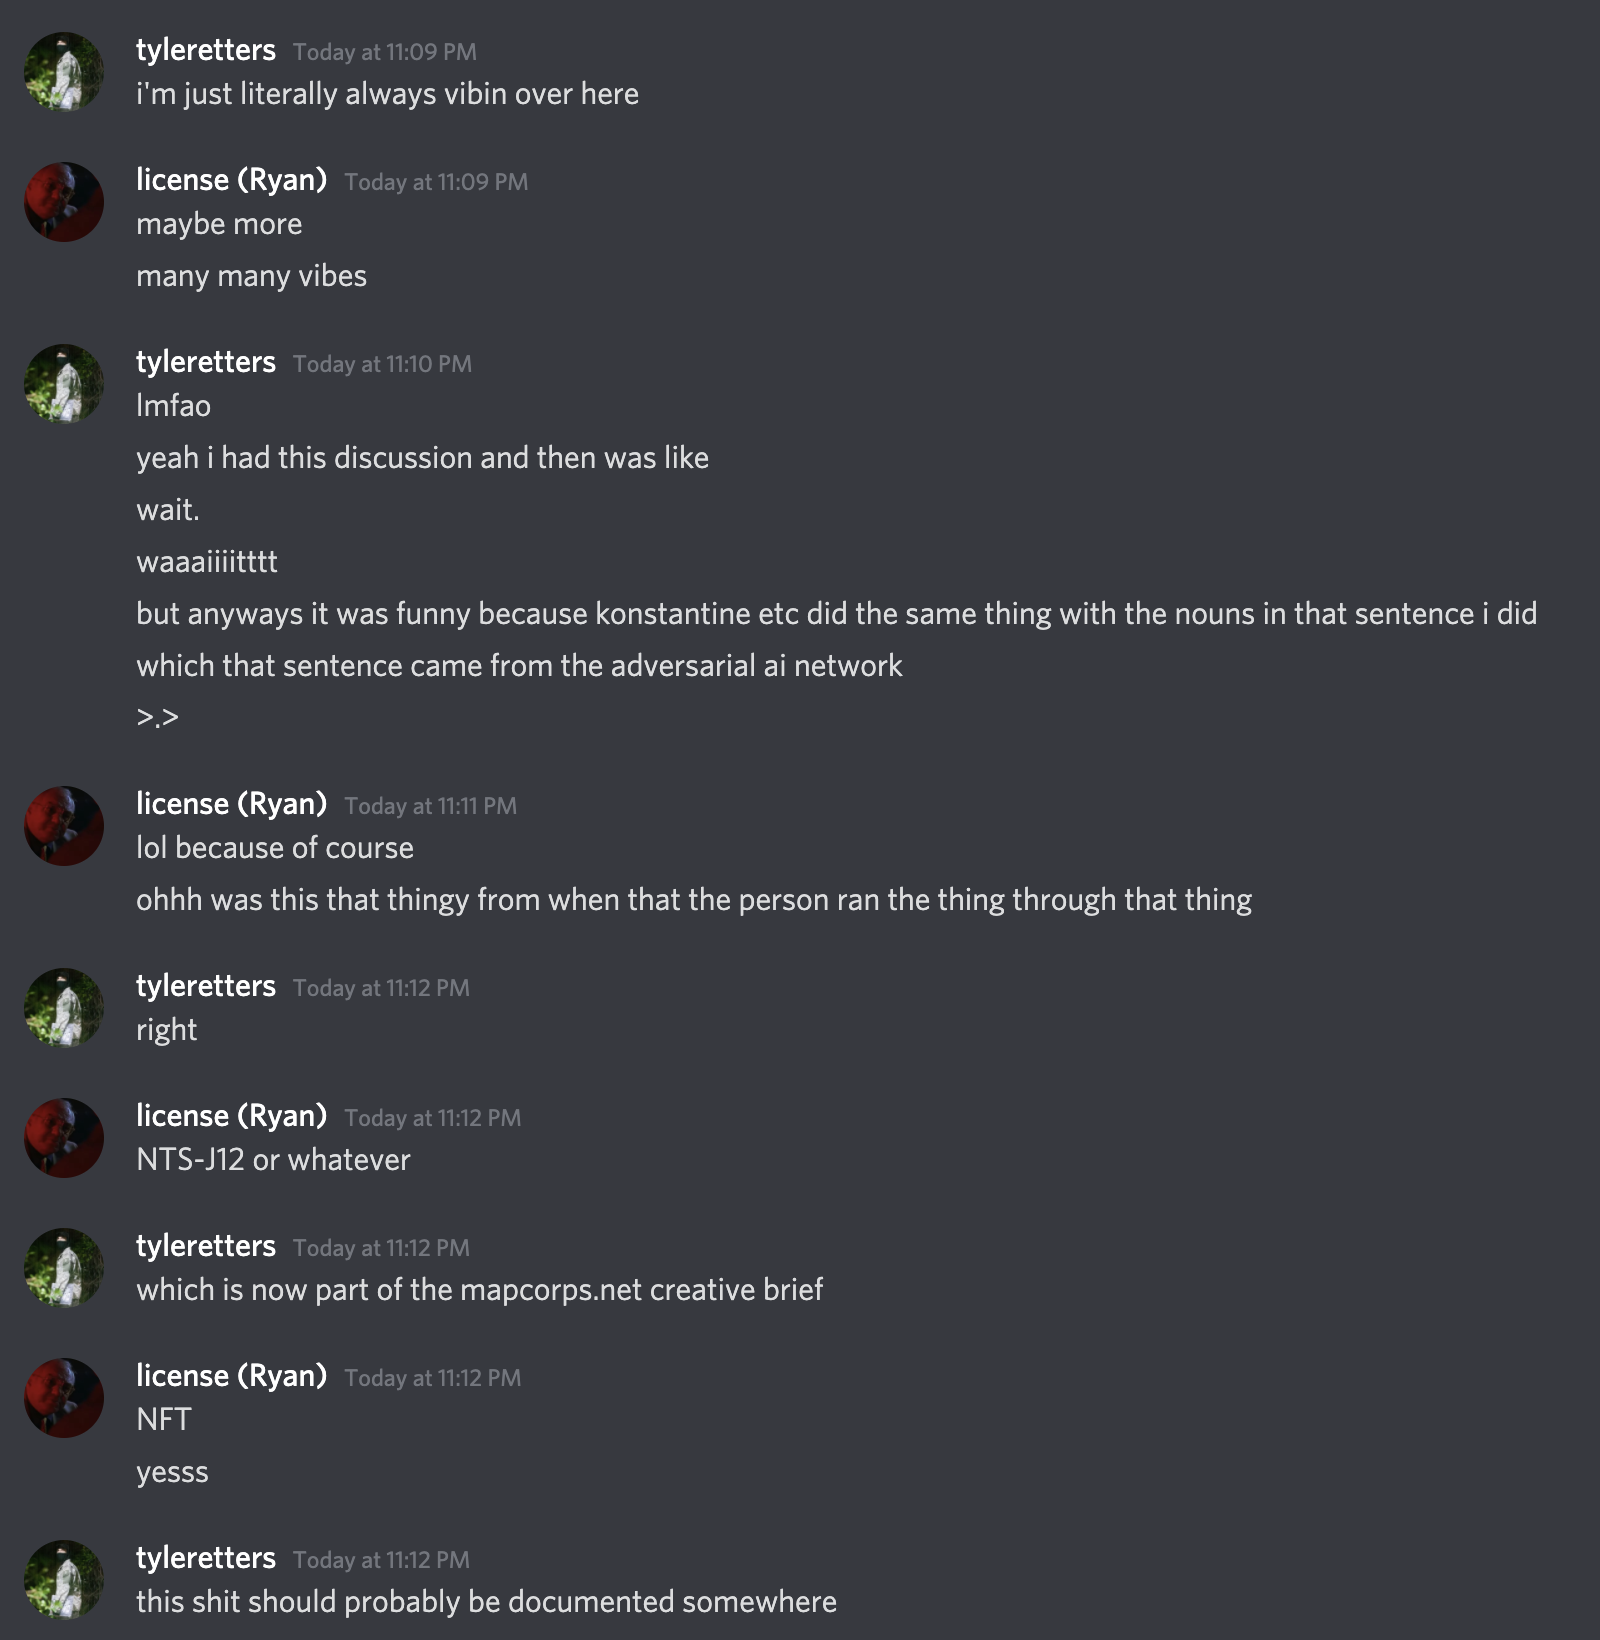 tyleretters Today at 11:09 PM
i'm just literally always vibin over here
license (Ryan) Today at 11:09 PM
maybe more
many many vibes
tyleretters Today at 11:10 PM
lmfao
yeah i had this discussion and then was like
wait.
waaaiiiitttt
but anyways it was funny because konstantine etc did the same thing with the nouns in that sentence i did
which that sentence came from the adversarial ai network
>.>
license (Ryan) Today at 11:11 PM
lol because of course
ohhh was this that thingy from when that the person ran the thing through that thing
tyleretters Today at 11:12 PM
right
license (Ryan) Today at 11:12 PM
NTS-J12 or whatever
tyleretters Today at 11:12 PM
which is now part of the mapcorps.net creative brief
license (Ryan) Today at 11:12 PM
NFT
yesss
tyleretters Today at 11:12 PM
this shit should probably be documented somewhere